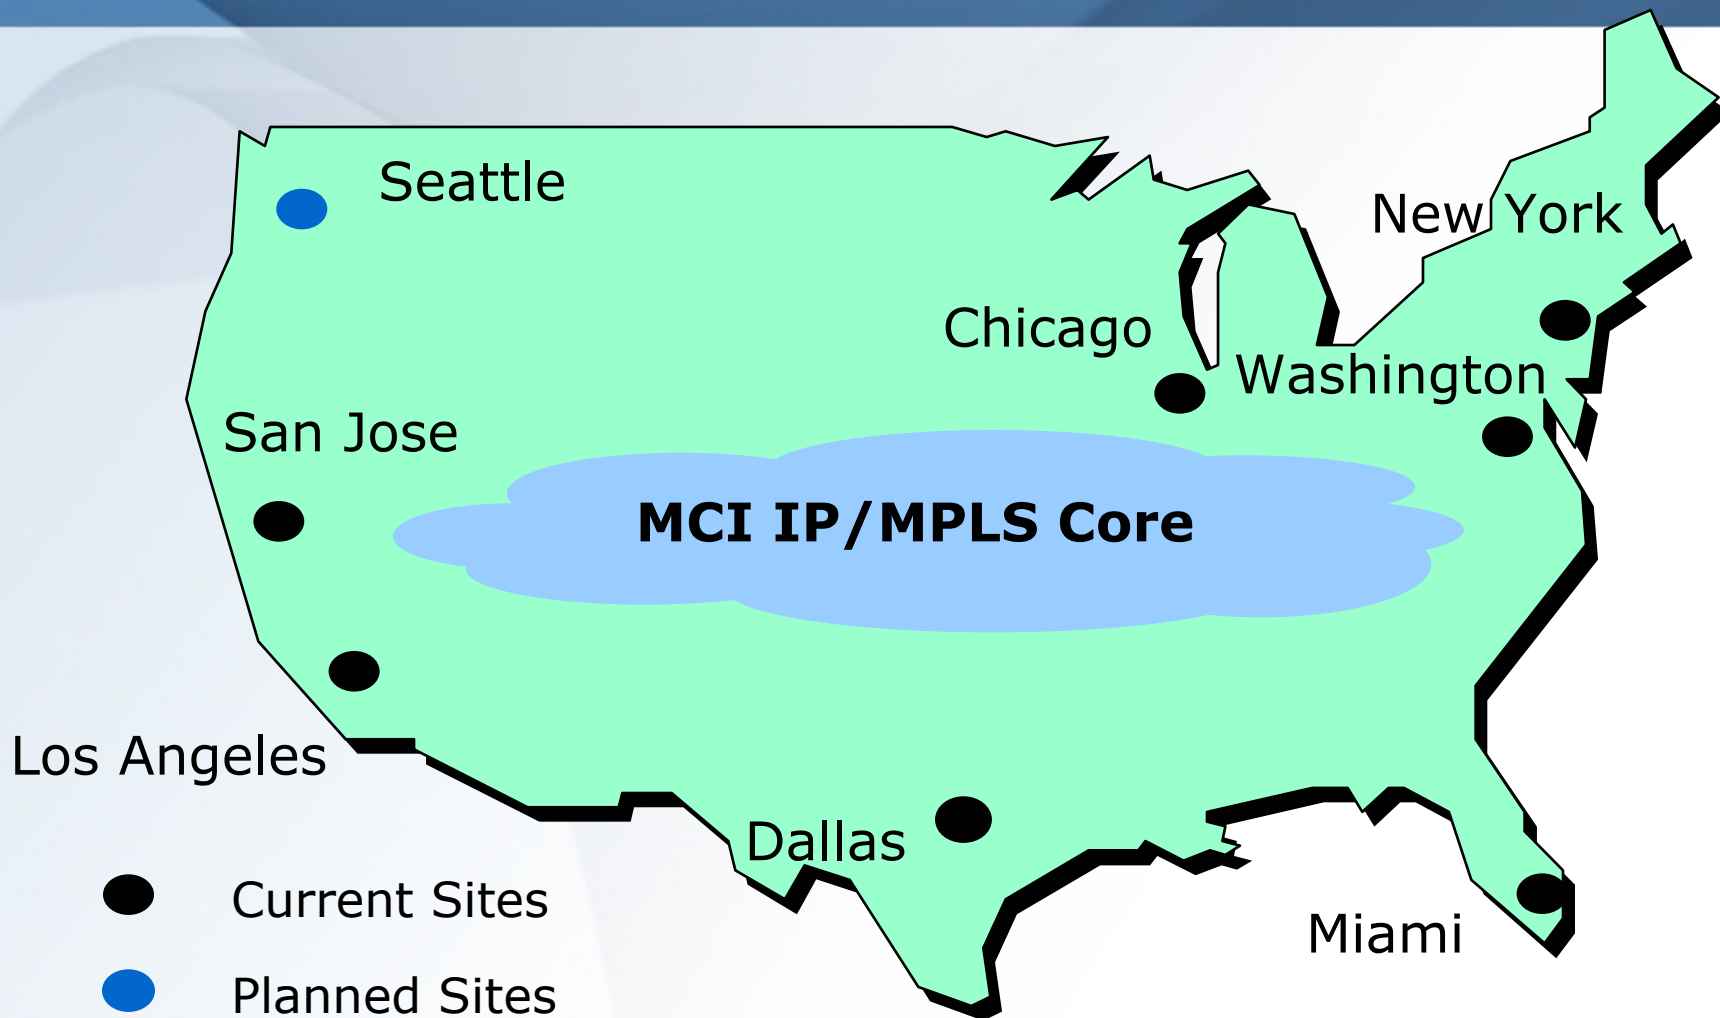 Seattle
New York
Chicago
Washington
San Jose
MCI IP/MPLS Core
Los Angeles
Dallas
Current Sites
Miami
Planned Sites